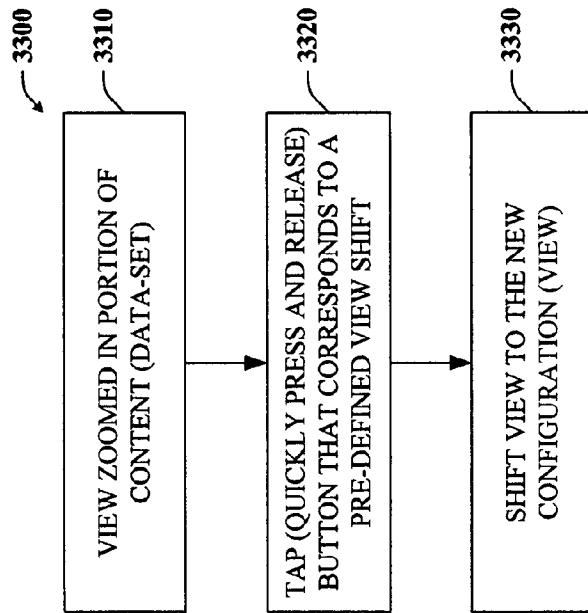 3300
3310
VIEW ZOOMED IN PORTION OF
CONTENT (DATA-SET)
3320
TAP (QUICKLY PRESS AND RELEASE)
BUTTON THAT CORRESPONDS TO A
PRE-DEFINED VIEW SHIFT
3330
SHIFT VIEW TO THE NEW
CONFIGURATION (VIEW)